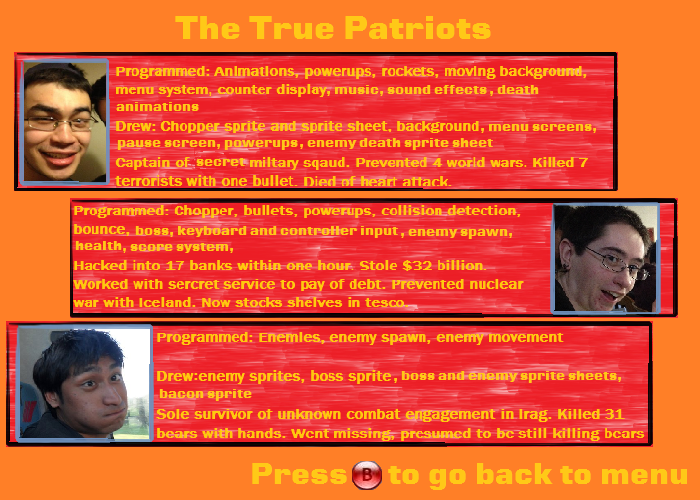 The True Patriots
Programmed: Animations, powerups, rockets, moving background,
menu system, counter display, music, sound effects, death
animations
Drew: Chopper sprite and sprite sheet, background, menu screens,
pause screen, powerups, enemy death sprite sheet
Captain of secret miltary sqaud. Prevented 4 world wars. Killed 7
terrorists with one bullet. Died of heart attack.
Programmed: Chopper, bullets, powerups, collision detection,
bounce, boss, keyboard and controller input, enemy spawn,
health, score system,
Hacked into 17 banks within one hour. Stole $32 billion.
Worked with sercret service to pay of debt. Prevented nuclear
war with Iceland. Now stocks shelves in tesco
Programmed: Enemies, enemy spawn, enemy movement
Drew:enemy sprites, boss sprite, boss and enemy sprite sheets,
bacon sprite
Sole survivor of unknown combat engagement in Iraq. Killed 31
bears with hands. Went missing, presumed to be still killing bears
Press B to go back to menu